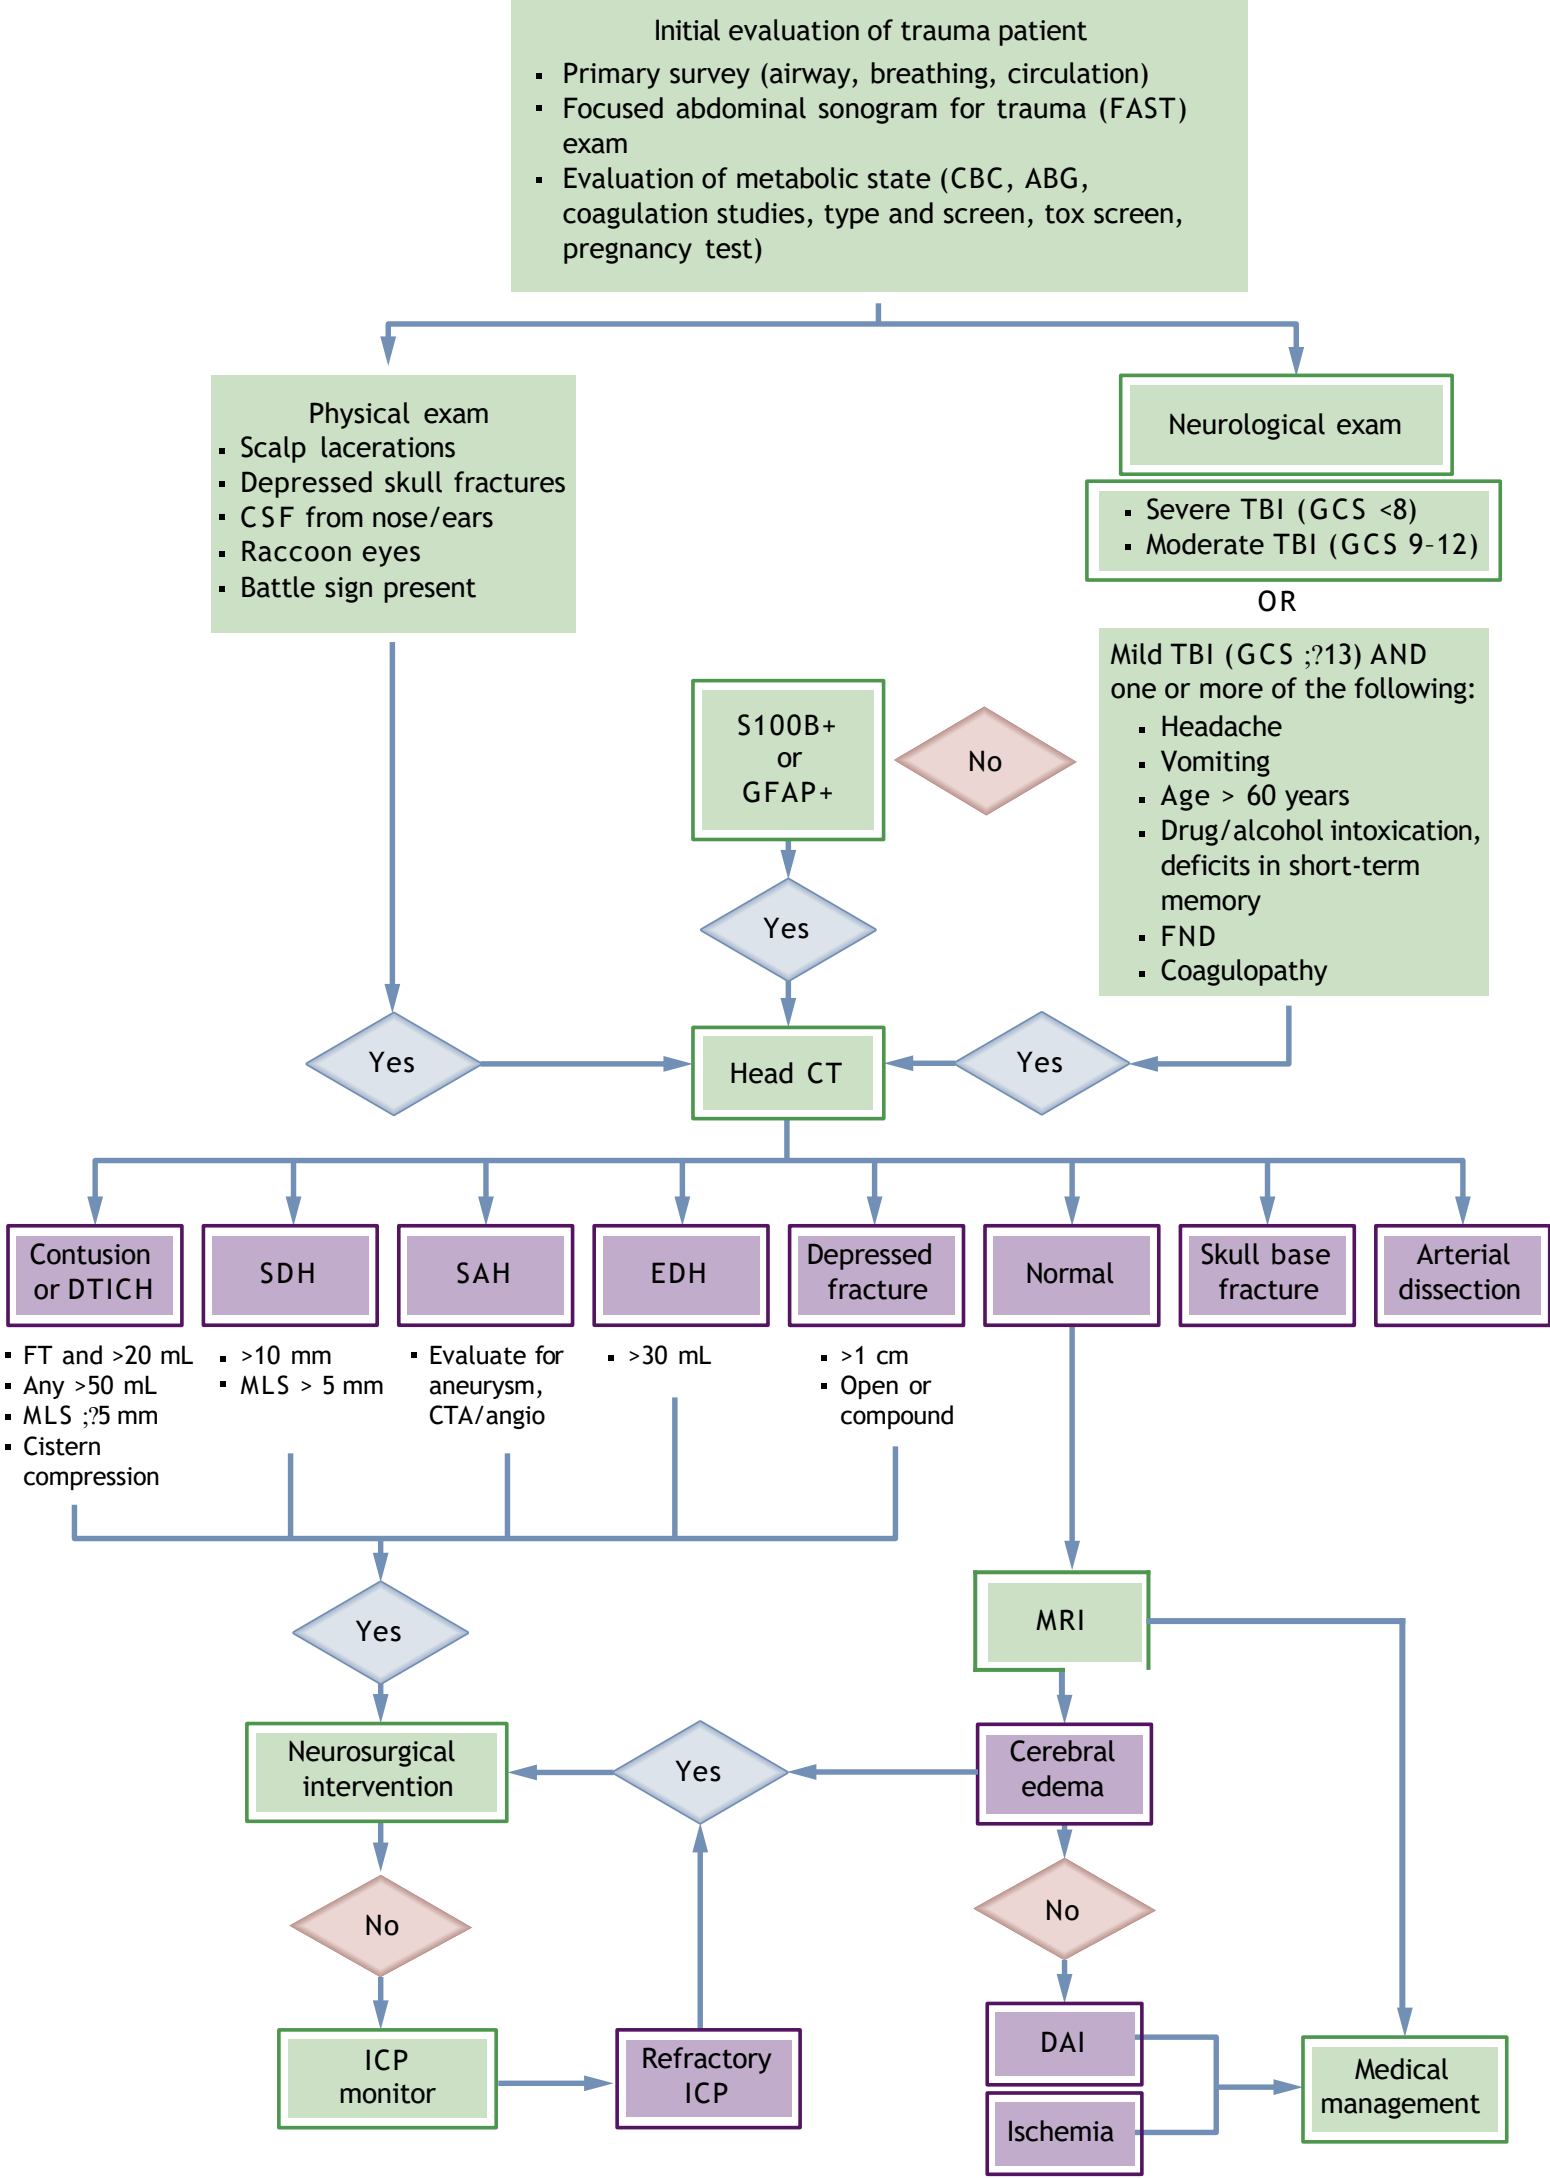 Initial evaluation of trauma patient
▪ Primary survey (airway, breathing, circulation)
▪ Focused abdominal sonogram for trauma (FAST)
exam
▪ Evaluation of metabolic state (CBC, ABG,
coagulation studies, type and screen, tox screen,
pregnancy test)
Physical exam
▪ Scalp lacerations
▪ Depressed skull fractures
▪ CSF from nose/ears
▪ Raccoon eyes
▪ Battle sign present
Neurological exam
▪ Severe TBI (GCS <8)
▪ Moderate TBI (GCS 9–12)
OR
Mild TBI (GCS ;?13) AND
one or more of the following:
▪ Headache
▪ Vomiting
▪ Age > 60 years
▪ Drug/alcohol intoxication,
deficits in short-term
memory
▪ FND
▪ Coagulopathy
S100B+
or
GFAP+
No
Yes
Yes
Head CT
Yes
Contusion
or DTICH
SDH
SAH
EDH
Depressed
fracture
Normal
Skull base
fracture
Arterial
dissection
▪ FT and >20 mL
▪ Any >50 mL
▪ MLS ;?5 mm
▪ Cistern
compression
▪ >10 mm
▪ MLS > 5 mm
▪ Evaluate for
aneurysm,
CTA/angio
▪ >30 mL
▪ >1 cm
▪ Open or
compound
Yes
MRI
Neurosurgical
intervention
Yes
Cerebral
edema
No
No
ICP
monitor
Refractory
ICP
DAI
Ischemia
Medical
management